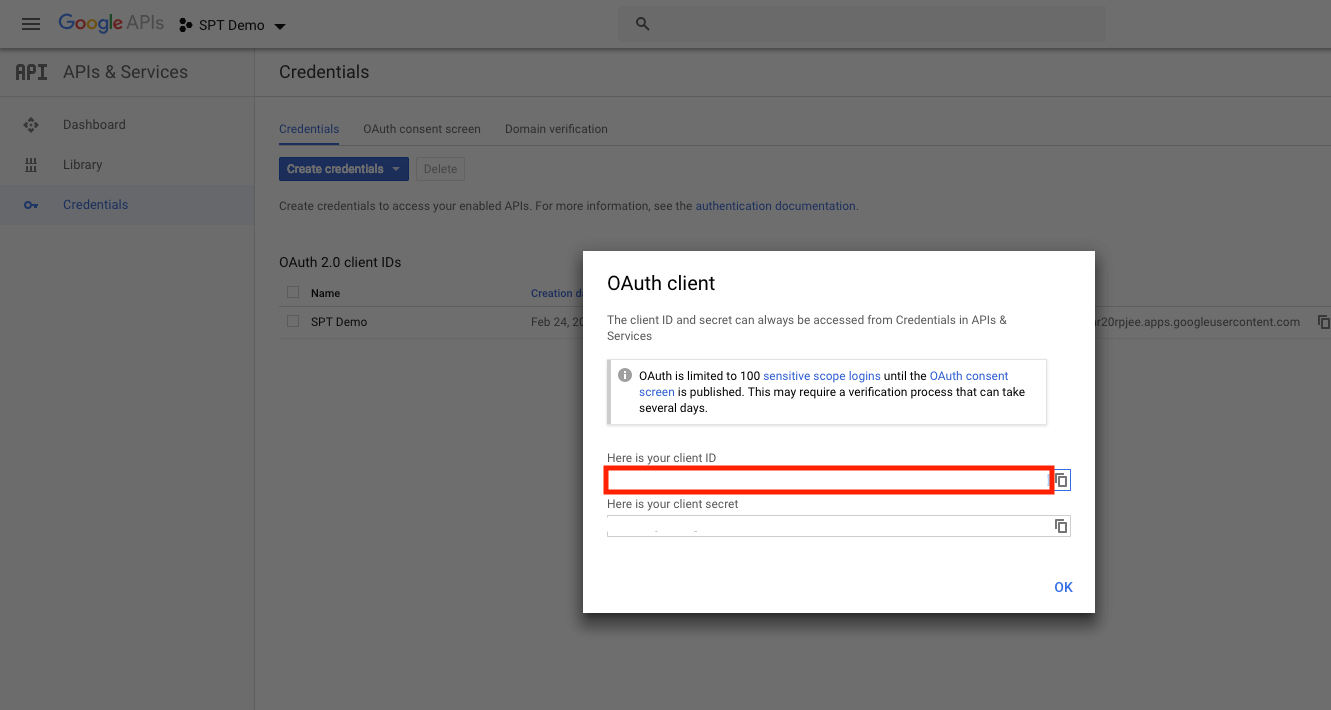 Google APIs
SPT Demo
API APIs & Services
Credentials
Dashboard
Library
Credentials
Credentials
OAuth consent screen
Domain verification
Create credentials
Delete
Create credentials to access your enabled APIs. For more information, see the authentication documentation.
OAuth 2.0 client IDs
Name
Creation
SPT Demo
Feb 24,
r20rpjee.apps.googleusercontent.com
OAuth client
The client ID and secret can always be accessed from Credentials in APIs &
Services
OAuth is limited to 100 sensitive scope logins until the OAuth consent
screen is published. This may require a verification process that can take
several days.
Here is your client ID
Here is your client secret
OK